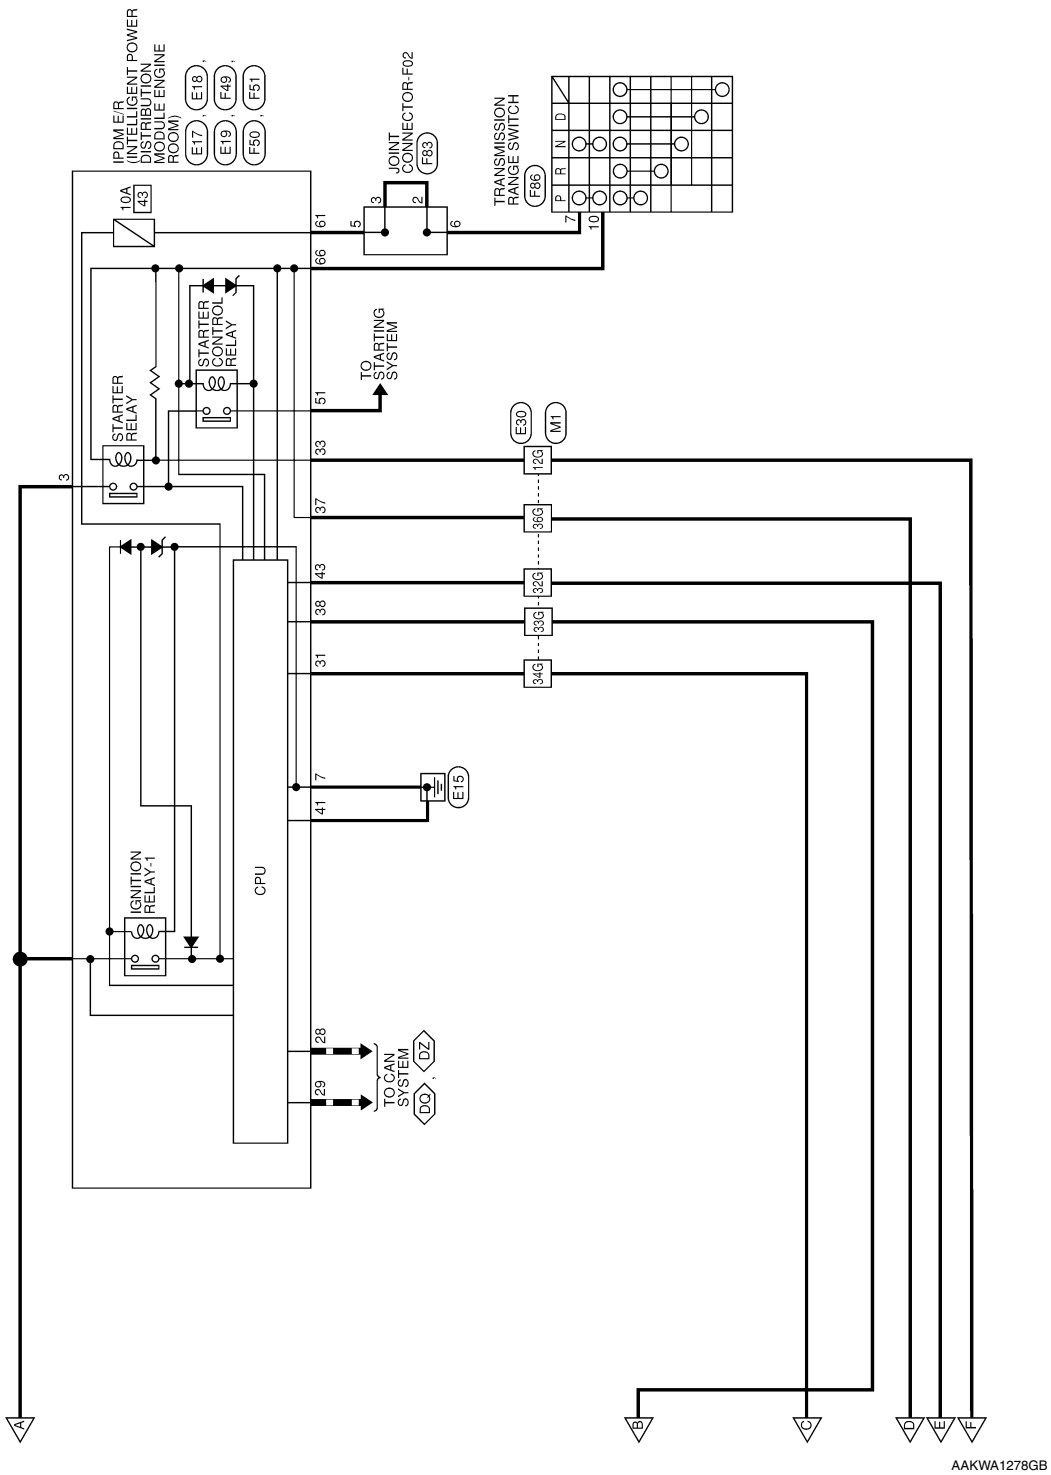 IPDM E/R
(INTELLIGENT POWER
DISTRIBUTION
MODULE ENGINE
ROOM)
E17 , E18 ,
E19 , F49 ,
F50 , F51
10A
43
61
66
5
3
2
6
JOINT
CONNECTOR-F02
F83
TRANSMISSION
RANGE SWITCH
F86
P R N D
7
10
STARTER
CONTROL
RELAY
STARTER
RELAY
3
51
TO
STARTING
SYSTEM
33
37
43
38
31
E30
M1
12G
36G
32G
33G
34G
7
41
E15
IGNITION
RELAY-1
CPU
28
29
TO CAN
SYSTEM
DQ , DZ
A
B
C
D
E
F
AAKWA1278GB